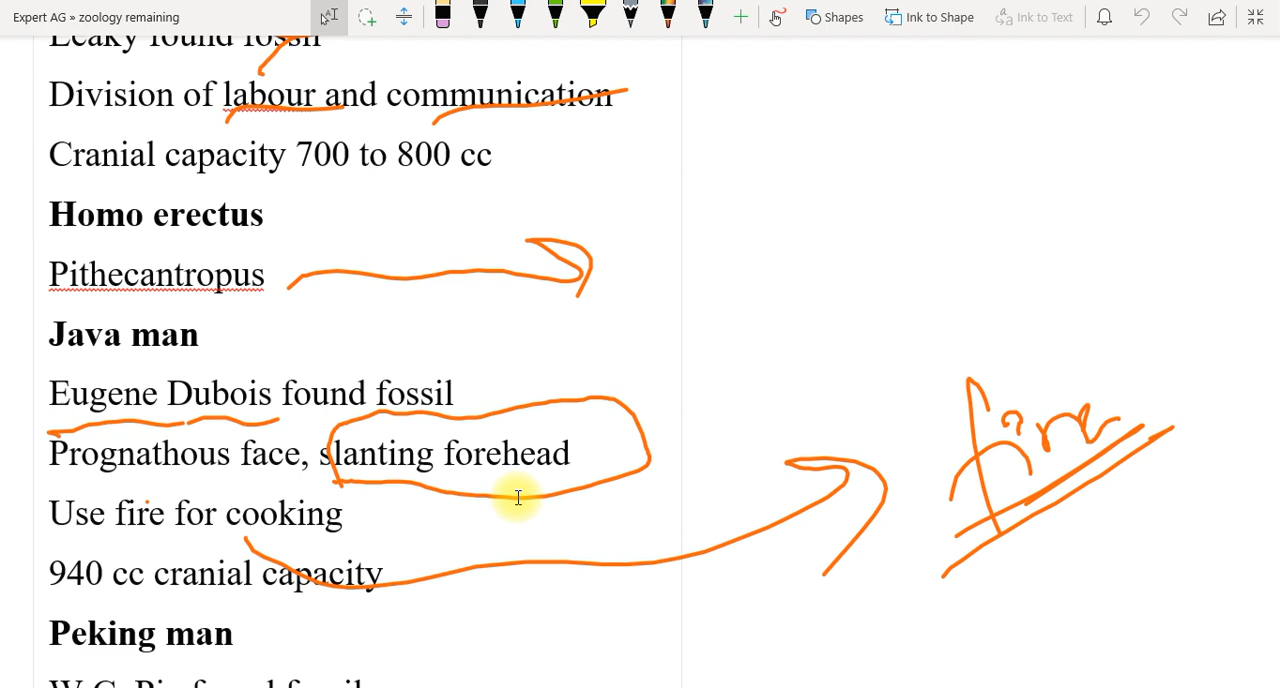 Expert AG » zoology remaining
Shapes
Ink to Shape
Ink to Text
Leaky found fossil
Division of labour and communication
Cranial capacity 700 to 800 cc
Homo erectus
Pithecantropus
Java man
Eugene Dubois found fossil
Prognathous face, slanting forehead
Use fire for cooking
fire
940 cc cranial capacity
Peking man